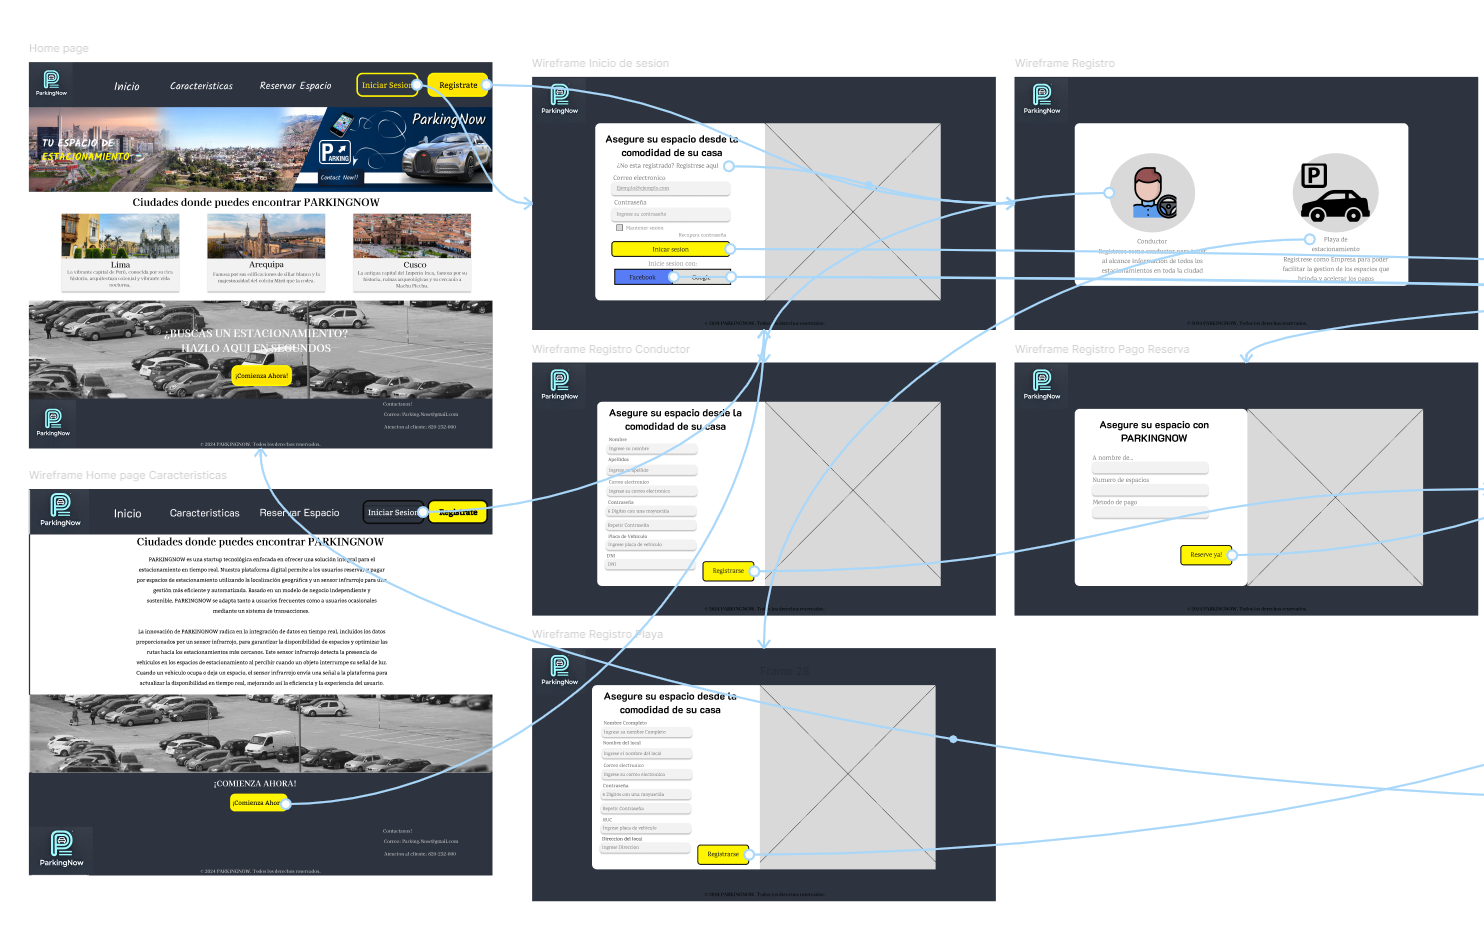 Home page
ParkingNow
Inicio
Caracteristicas
Reservar Espacio
Iniciar Sesion
Registrate
TU ESPACIO DE
ESTACIONAMIENTO
ParkingNow
P
PARKING
Contact Now!!
Ciudades donde puedes encontrar PARKINGNOW
Lima
La vibrante capital de Perú, conocida por su rica
historia, arquitectura colonial y vibrante vida
nocturna.
Arequipa
Famosa por sus edificaciones de sillar blanco y la
majestuosidad del volcán Misti que la rodea.
Cusco
La antigua capital del Imperio Inca, famosa por su
historia, ruinas arqueológicas y su cercanía a
Machu Picchu.
¿BUSCAS UN ESTACIONAMIENTO?
HAZLO AQUI EN SEGUNDOS
¡Comienza Ahora!
ParkingNow
Contactanos!
Correo: Parking.Now@gmail.com
Atencion al cliente: 620-252-000
© 2024 PARKINGNOW. Todos los derechos reservados.
Wireframe Home page Caracteristicas
ParkingNow
Inicio
Caracteristicas
Reservar Espacio
Iniciar Sesion
Registrate
Ciudades donde puedes encontrar PARKINGNOW
PARKINGNOW es una startup tecnológica enfocada en ofrecer una solución integral para el
estacionamiento en tiempo real. Nuestra plataforma digital permite a los usuarios reservar y pagar
por espacios de estacionamiento utilizando la localización geográfica y un sensor infrarrojo para una
gestión más eficiente y automatizada. Basado en un modelo de negocio independiente y
sostenible, PARKINGNOW se adapta tanto a usuarios frecuentes como a usuarios ocasionales
mediante un sistema de transacciones.
La innovación de PARKINGNOW radica en la integración de datos en tiempo real, incluidos los datos
proporcionados por un sensor infrarrojo, para garantizar la disponibilidad de espacios y optimizar las
rutas hacia los estacionamientos más cercanos. Este sensor infrarrojo detecta la presencia de
vehículos en los espacios de estacionamiento al percibir cuando un objeto interrumpe su señal de luz.
Cuando un vehículo ocupa o deja un espacio, el sensor infrarrojo envía una señal a la plataforma para
actualizar la disponibilidad en tiempo real, mejorando así la eficiencia y la experiencia del usuario.
¡COMIENZA AHORA!
¡Comienza Ahor
ParkingNow
Contactanos!
Correo: Parking.Now@gmail.com
Atencion al cliente: 620-252-000
© 2024 PARKINGNOW. Todos los derechos reservados.
Wireframe Inicio de sesion
ParkingNow
Asegure su espacio desde la
comodidad de su casa
¿No esta registrado? Registrese aqui
Correo electronico
Ejemplo@ejemplo.com
Contraseña
Ingrese su contraseña
Mantener sesion
Recupera contraseña
Inicar sesion
Inicie sesion con:
Facebook
Google
© 2024 PARKINGNOW. Todos los derechos reservados.
Wireframe Registro
ParkingNow
P
Conductor
Registrese como conductor para tener
al alcance informacion de todos los
estacionamientos en toda la ciudad
Playa de
estacionamiento
Registrese como Empresa para poder
facilitar la gestion de los espacios que
brinda y acelerar los pagos
© 2024 PARKINGNOW. Todos los derechos reservados.
Wireframe Registro Conductor
ParkingNow
Asegure su espacio desde la
comodidad de su casa
Nombre
Ingrese su nombre
Apellidos
Ingrese su apellido
Correo electronico
Ingrese su correo electronico
Contraseña
6 Digitos con una mayuscula
Repetir Contraseña
Placa de Vehiculo
Ingrese placa de vehiculo
DNI
DNI
Registrarse
© 2024 PARKINGNOW. Todos los derechos reservados.
Wireframe Registro Pago Reserva
ParkingNow
Asegure su espacio con
PARKINGNOW
A nombre de...
Numero de espacios
Metodo de pago
Reserve ya!
© 2024 PARKINGNOW. Todos los derechos reservados.
Wireframe Registro Playa
ParkingNow
Frame 28
Asegure su espacio desde la
comodidad de su casa
Nombre Ccompleto
Ingrese su nombre Completo
Nombre del local
Ingrese el nombre del local
Correo electronico
Ingrese su correo electronico
Contraseña
6 Digitos con una mayuscula
Repetir Contraseña
RUC
Ingrese placa de vehiculo
Direccion del local
Ingrese Direccion
Registrarse
© 2024 PARKINGNOW. Todos los derechos reservados.